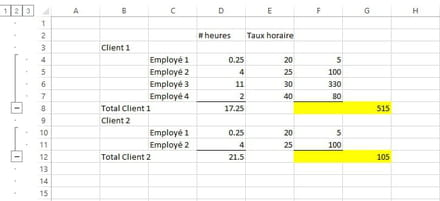 1 2 3 A B C D E F G H
1
2 # heures Taux horaire
3 Client 1
4 Employé 1 0.25 20 5
5 Employé 2 4 25 100
6 Employé 3 11 30 330
7 Employé 4 2 40 80
8 Total Client 1 17.25 515
9 Client 2
10 Employé 1 0.25 20 5
11 Employé 2 4 25 100
12 Total Client 2 21.5 105
13
14
15